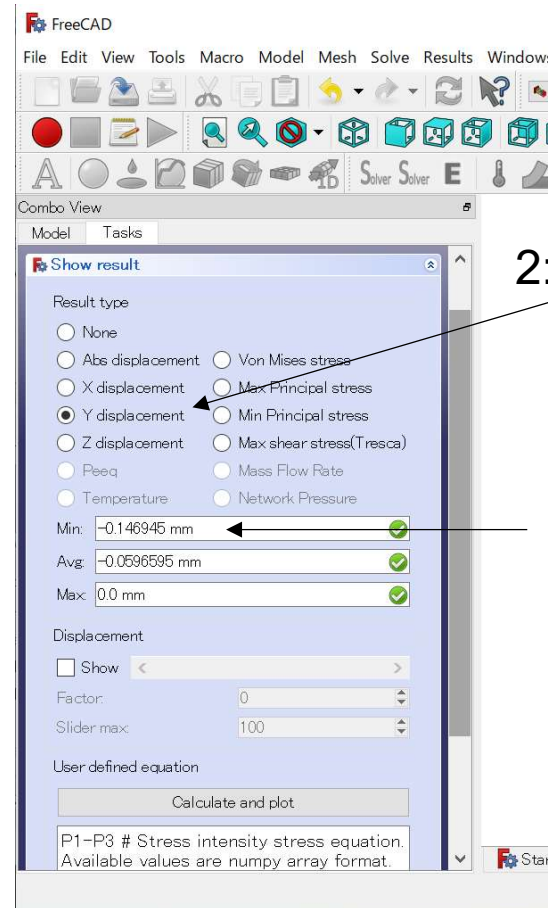 FreeCAD
File Edit View Tools Macro Model Mesh Solve Results Windows
A 1D Solver Solver E
Combo View
Model Tasks
Show result
Result type
None
Abs displacement Von Mises stress
X displacement Max Principal stress
Y displacement Min Principal stress
Z displacement Max shear stress(Tresca)
Peeq Mass Flow Rate
Temperature Network Pressure
Min: -0.146945 mm
Avg: -0.0596595 mm
Max: 0.0 mm
Displacement
Show
Factor: 0
Slider max: 100
User defined equation
Calculate and plot
P1-P3 # Stress intensity stress equation.
Available values are numpy array format.
2:
Star